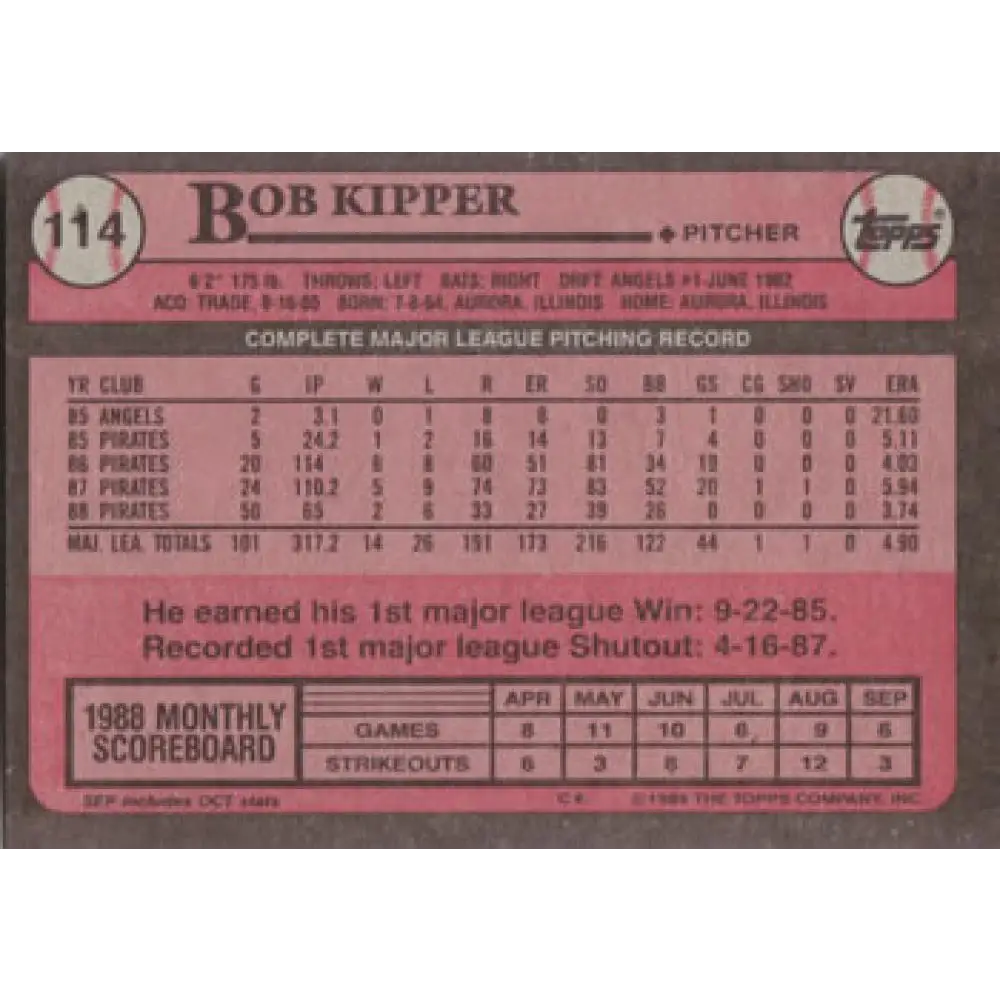 114 BOB KIPPER
PITCHER
Topps®
6'2" 175 lb. THROWS: LEFT BATS: RIGHT DRFT: ANGELS #1-JUNE 1982
ACQ: TRADE, 8-16-85 BORN: 7-8-64, AURORA, ILLINOIS HOME: AURORA, ILLINOIS
COMPLETE MAJOR LEAGUE PITCHING RECORD
YR CLUB G IP W L R ER SO BB GS CG SHO SV ERA
85 ANGELS 2 3.1 0 1 8 8 0 3 1 0 0 0 21.60
85 PIRATES 5 24.2 1 2 16 14 13 7 4 0 0 0 5.11
86 PIRATES 20 114 6 8 60 51 81 34 19 0 0 0 4.03
87 PIRATES 24 110.2 5 9 74 73 83 52 20 1 1 0 5.94
88 PIRATES 50 65 2 6 33 27 39 26 0 0 0 0 3.74
MAJ. LEA. TOTALS 101 317.2 14 26 191 173 216 122 44 1 1 0 4.90
He earned his 1st major league Win: 9-22-85.
Recorded 1st major league Shutout: 4-16-87.
1988 MONTHLY SCOREBOARD
APR MAY JUN JUL AUG SEP
GAMES 8 11 10 6 9 6
STRIKEOUTS 6 3 8 7 12 3
SEP includes OCT stats ©1989 THE TOPPS COMPANY, INC.